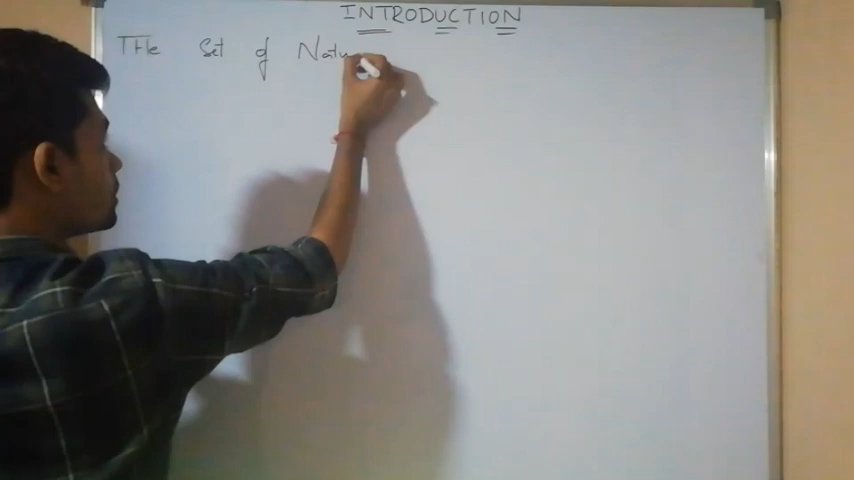 INTRODUCTION
THe Set of Natu